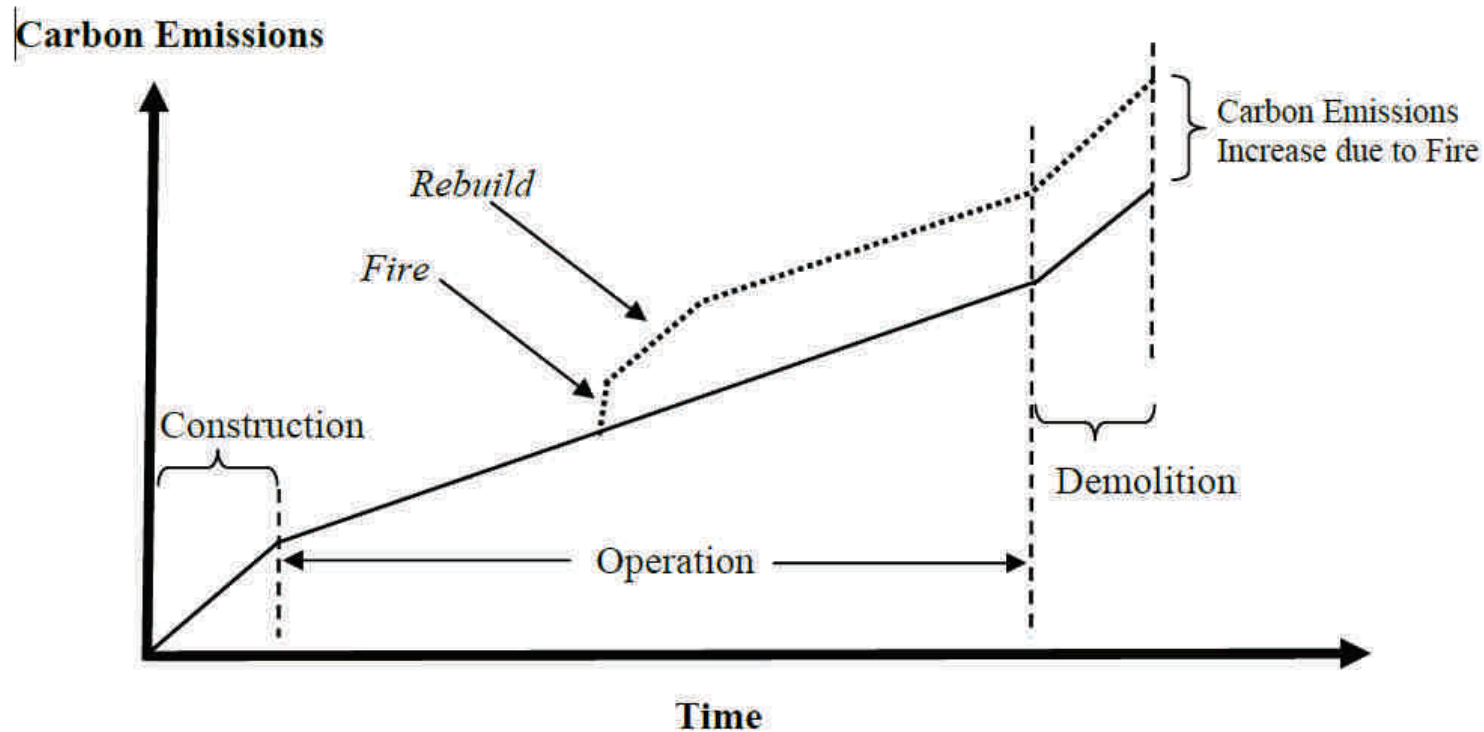 Carbon Emissions
Carbon Emissions
Increase due to Fire
Rebuild
Fire
Construction
Demolition
Operation
Time